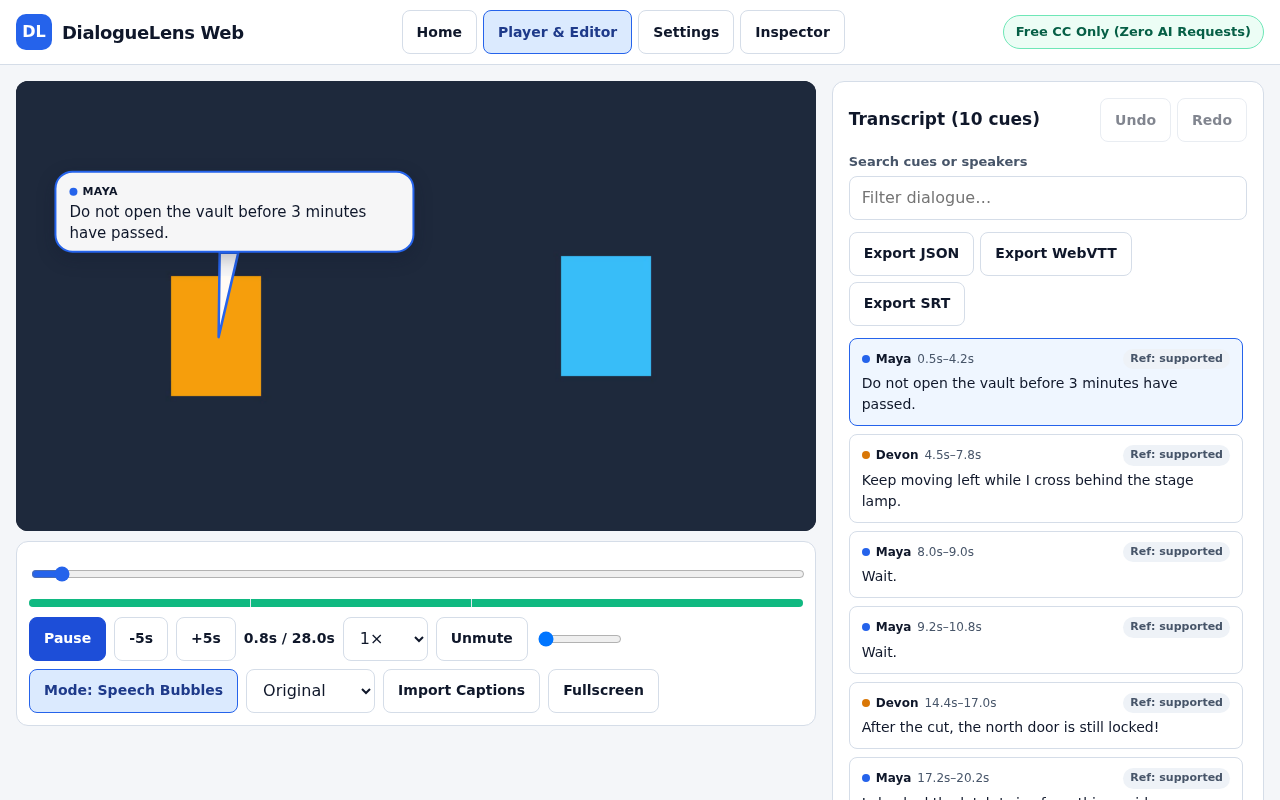 DL DialogueLens Web
Home
Player & Editor
Settings
Inspector
Free CC Only (Zero AI Requests)
MAYA
Do not open the vault before 3 minutes
have passed.
Pause
-5s
+5s
0.8s / 28.0s
1×
Unmute
Mode: Speech Bubbles
Original
Import Captions
Fullscreen
Transcript (10 cues)
Undo
Redo
Search cues or speakers
Filter dialogue...
Export JSON
Export WebVTT
Export SRT
Maya 0.5s–4.2s Ref: supported
Do not open the vault before 3 minutes have
passed.
Devon 4.5s–7.8s Ref: supported
Keep moving left while I cross behind the stage
lamp.
Maya 8.0s–9.0s Ref: supported
Wait.
Maya 9.2s–10.8s Ref: supported
Wait.
Devon 14.4s–17.0s Ref: supported
After the cut, the north door is still locked!
Maya 17.2s–20.2s Ref: supported